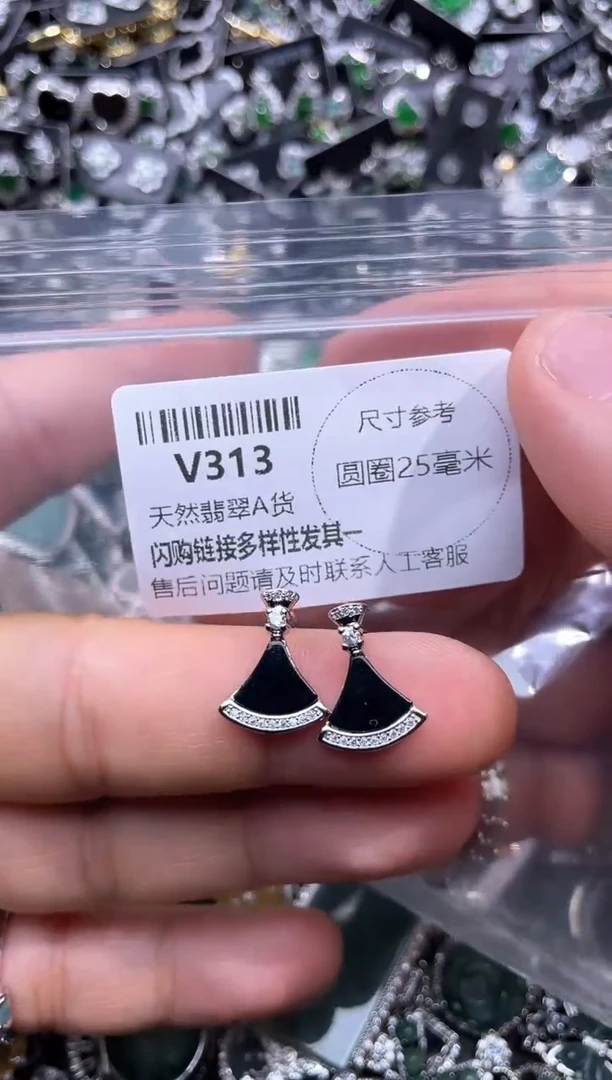 尺寸参考
V313
圆圈25毫米
天然翡翠A货
闪购链接多样性发其一
售后问题请及时联系人工客服